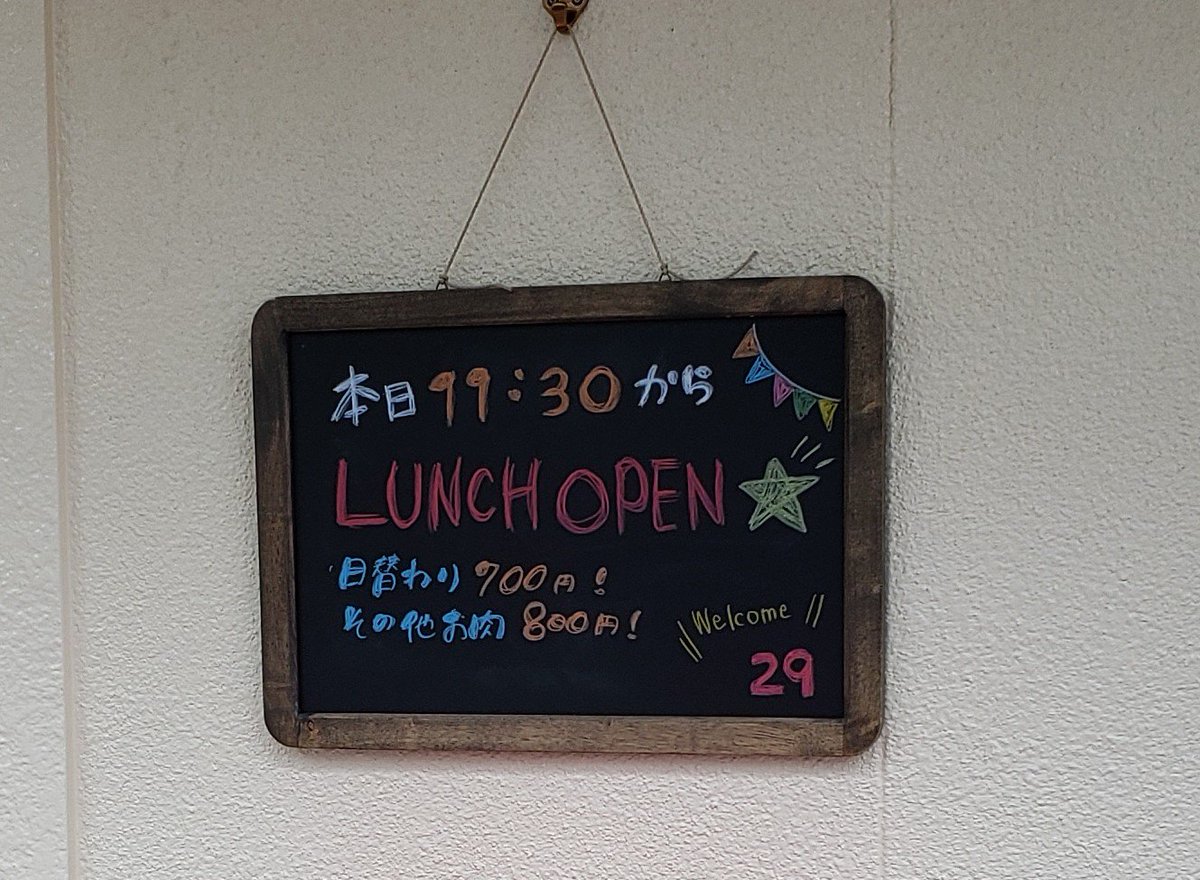 本日 11:30 から
LUNCH OPEN
日替わり 700円!
その他お肉 800円!
Welcome
29